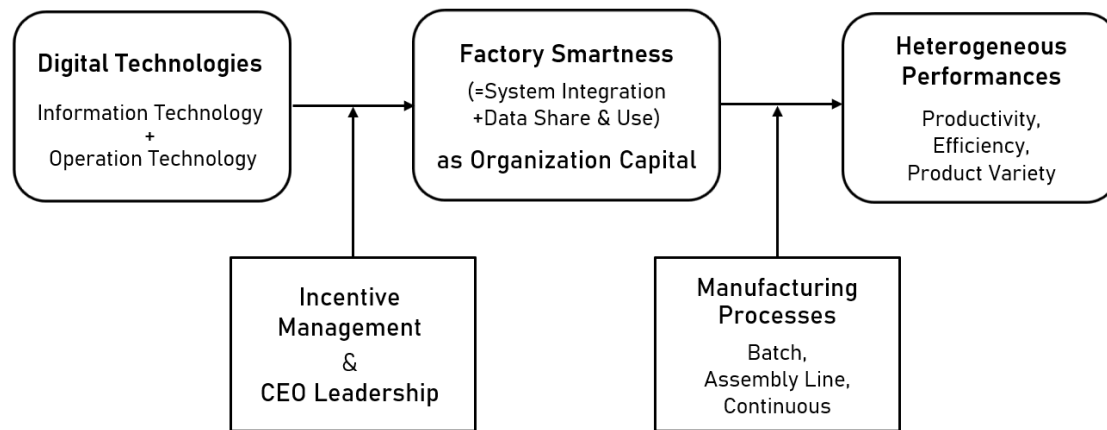 Digital Technologies
Information Technology
+
Operation Technology
Factory Smartness
(=System Integration
+Data Share & Use)
as Organization Capital
Heterogeneous
Performances
Productivity,
Efficiency,
Product Variety
Incentive
Management
&
CEO Leadership
Manufacturing
Processes
Batch,
Assembly Line,
Continuous